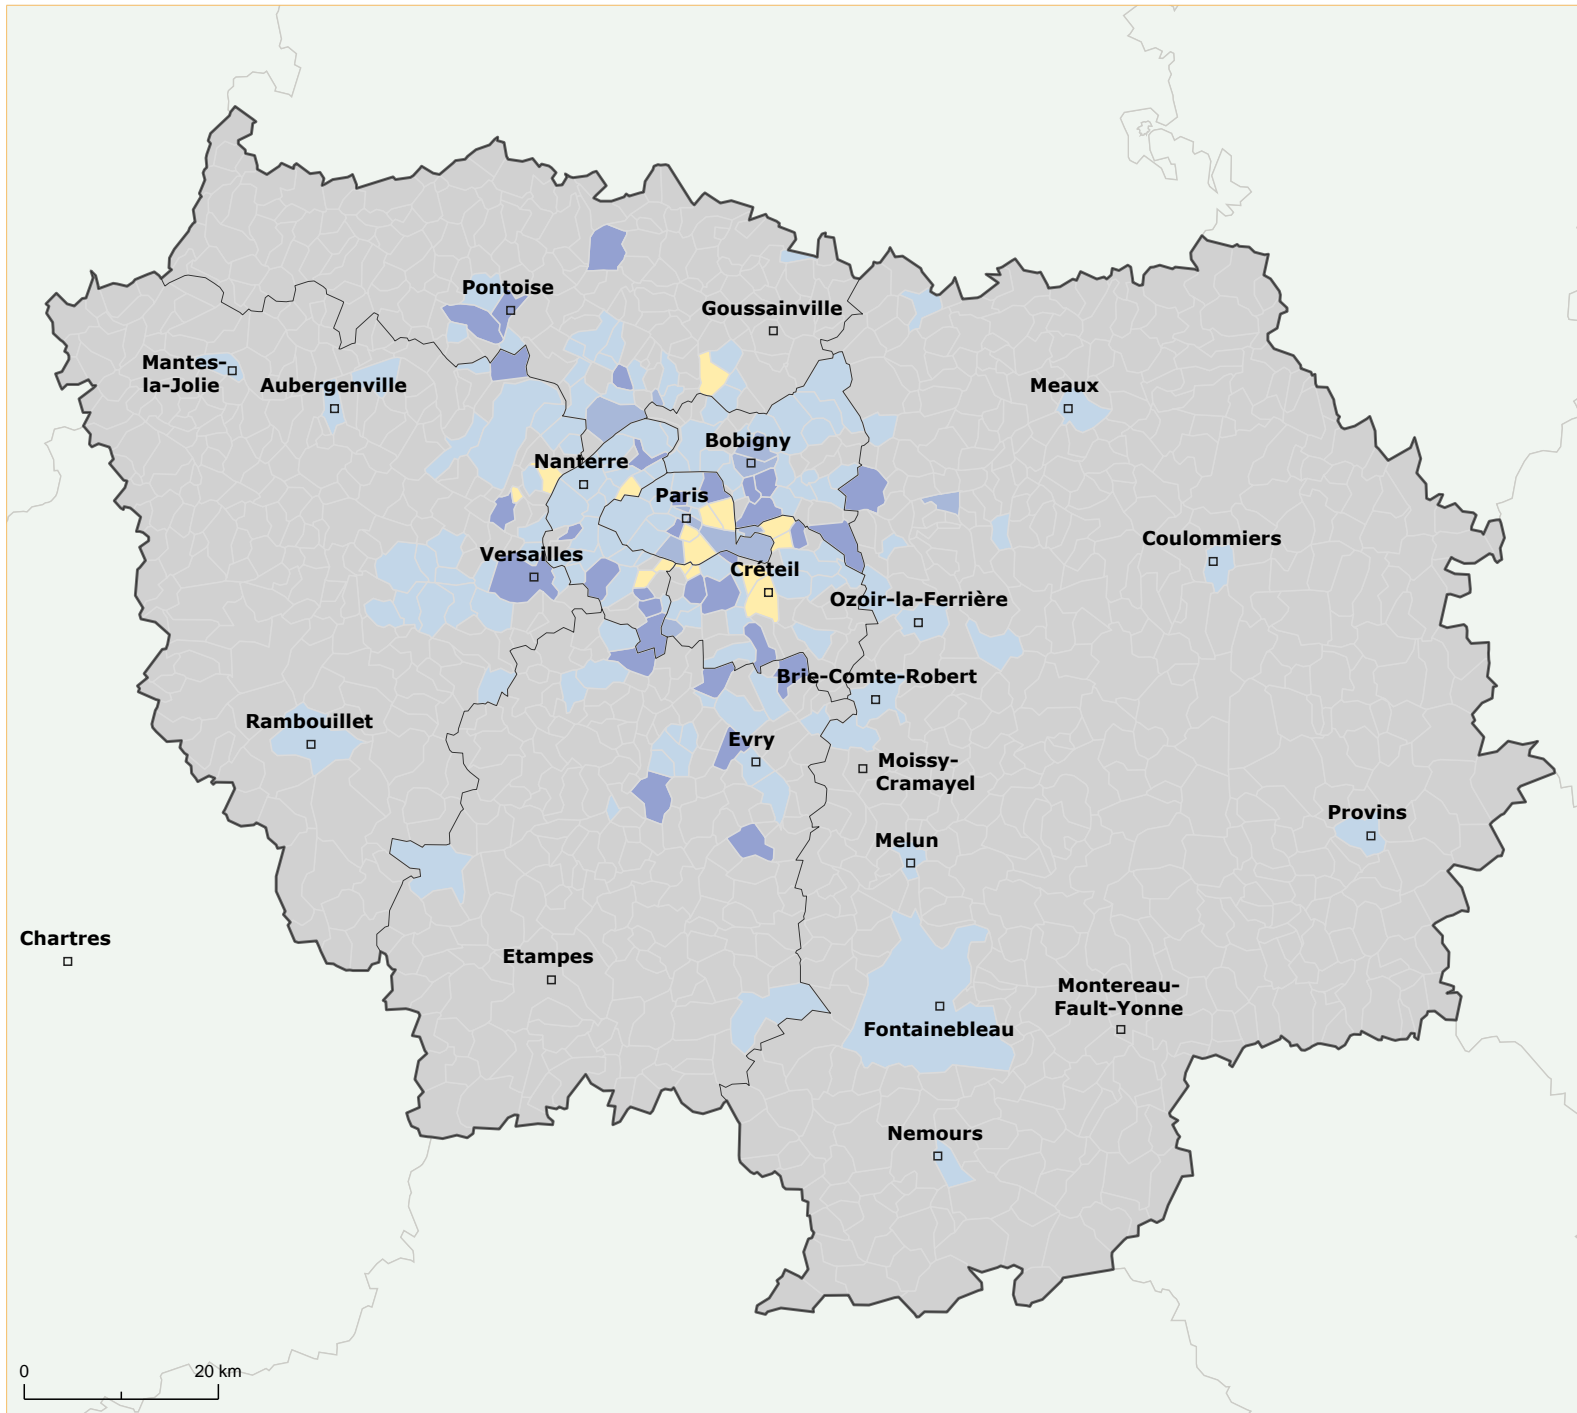 Pontoise
Goussainville
Mantes-
la-Jolie
Aubergenville
Meaux
Bobigny
Nanterre
Paris
Coulommiers
Versailles
Créteil
Ozoir-la-Ferrière
Brie-Comte-Robert
Rambouillet
Evry
Moissy-
Cramayel
Provins
Melun
Chartres
Etampes
Montereau-
Fault-Yonne
Fontainebleau
Nemours
0 20 km